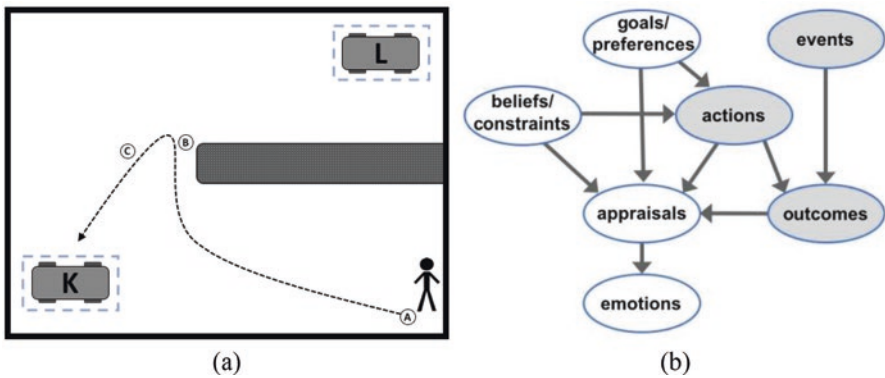 L
B
C
K
A
(a)
goals/
preferences
events
beliefs/
constraints
actions
appraisals
outcomes
emotions
(b)